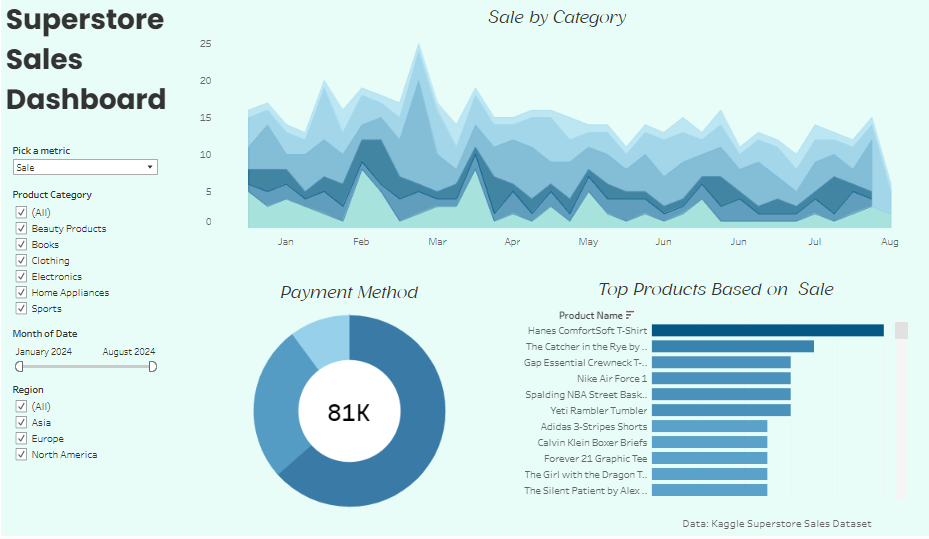 Superstore
Sales
Dashboard
Pick a metric
Sale
Product Category
(All)
Beauty Products
Books
Clothing
Electronics
Home Appliances
Sports
Month of Date
January 2024 August 2024
Region
(All)
Asia
Europe
North America
Sale by Category
25
20
15
10
5
0
Jan Feb Mar Apr May Jun Jun Jul Aug
Payment Method
81K
Top Products Based on Sale
Product Name
Hanes ComfortSoft T-Shirt
The Catcher in the Rye by ..
Gap Essential Crewneck T-..
Nike Air Force 1
Spalding NBA Street Bask..
Yeti Rambler Tumbler
Adidas 3-Stripes Shorts
Calvin Klein Boxer Briefs
Forever 21 Graphic Tee
The Girl with the Dragon T..
The Silent Patient by Alex ..
Data: Kaggle Superstore Sales Dataset